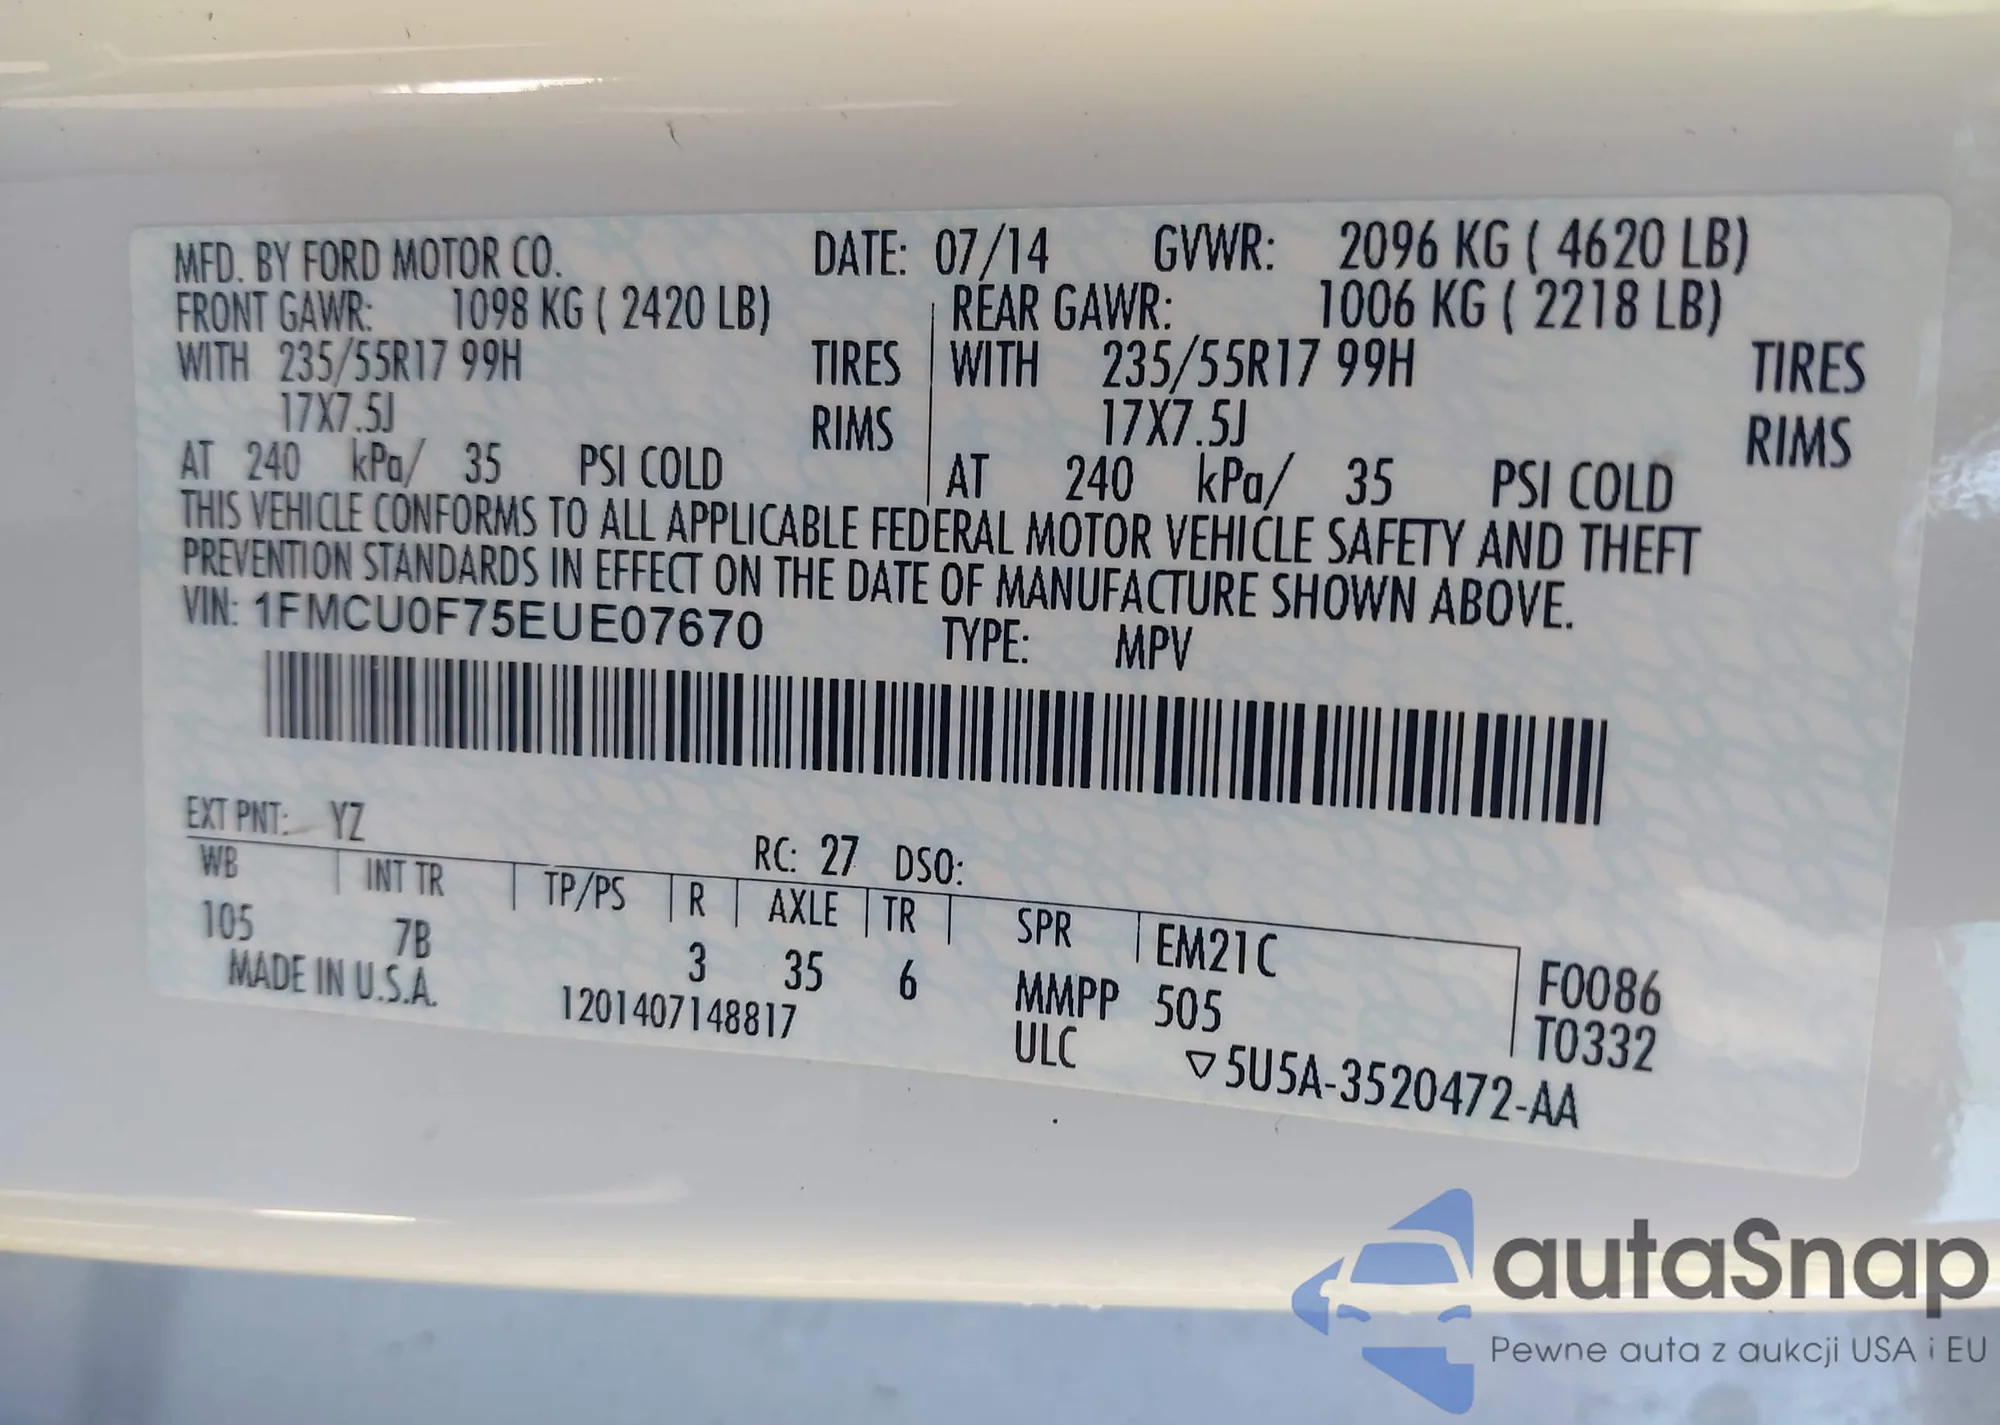 MFD. BY FORD MOTOR CO. DATE: 07/14 GVWR: 2096 KG ( 4620 LB)
FRONT GAWR: 1098 KG ( 2420 LB) REAR GAWR: 1006 KG ( 2218 LB)
WITH 235/55R17 99H TIRES WITH 235/55R17 99H TIRES
17X7.5J RIMS 17X7.5J RIMS
AT 240 kPa/ 35 PSI COLD AT 240 kPa/ 35 PSI COLD
THIS VEHICLE CONFORMS TO ALL APPLICABLE FEDERAL MOTOR VEHICLE SAFETY AND THEFT
PREVENTION STANDARDS IN EFFECT ON THE DATE OF MANUFACTURE SHOWN ABOVE.
VIN: 1FMCU0F75EUE07670 TYPE: MPV
EXT PNT: YZ RC: 27 DSO:
WB INT TR TP/PS R AXLE TR SPR EM21C F0086
105 7B 3 35 6 MMPP 505 T0332
MADE IN U.S.A. 1201407148817 ULC ▽5U5A-3520472-AA
autaSnap
Pewne auta z aukcji USA i EU